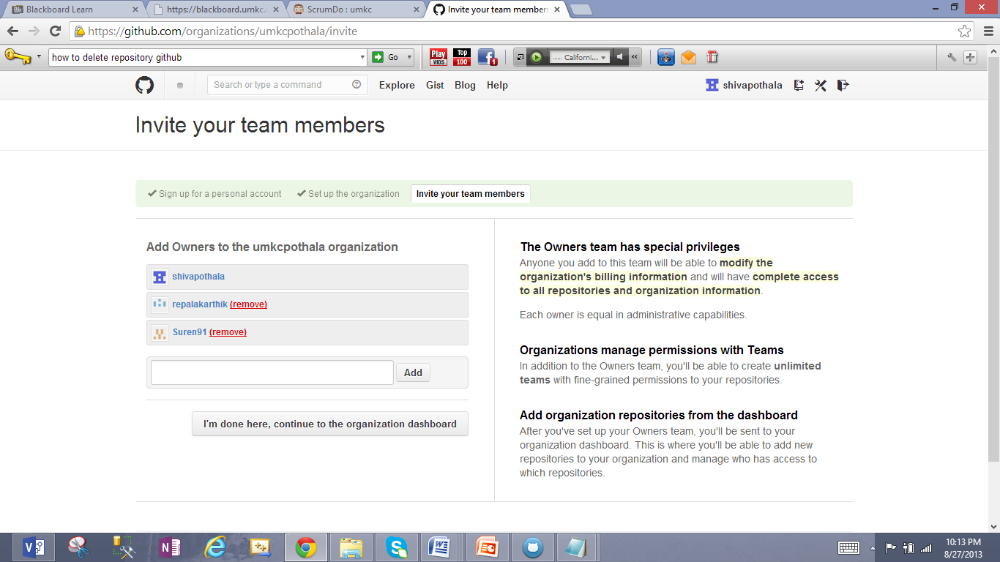 Blackboard Learn
https://blackboard.umkc.
ScrumDo : umkc
Invite your team members
https://github.com/organizations/umkcpothala/invite
how to delete repository github
Go
Play
VIDS
Top
100
1
..... Californi...
Search or type a command
Explore
Gist
Blog
Help
shivapothala
Invite your team members
Sign up for a personal account
Set up the organization
Invite your team members
Add Owners to the umkcpothala organization
shivapothala
repalakarthik (remove)
Suren91 (remove)
Add
I'm done here, continue to the organization dashboard
The Owners team has special privileges
Anyone you add to this team will be able to modify the
organization's billing information and will have complete access
to all repositories and organization information.
Each owner is equal in administrative capabilities.
Organizations manage permissions with Teams
In addition to the Owners team, you'll be able to create unlimited
teams with fine-grained permissions to your repositories.
Add organization repositories from the dashboard
After you've set up your Owners team, you'll be sent to your
organization dashboard. This is where you'll be able to add new
repositories to your organization and manage who has access to
which repositories.
10:13 PM
8/27/2013